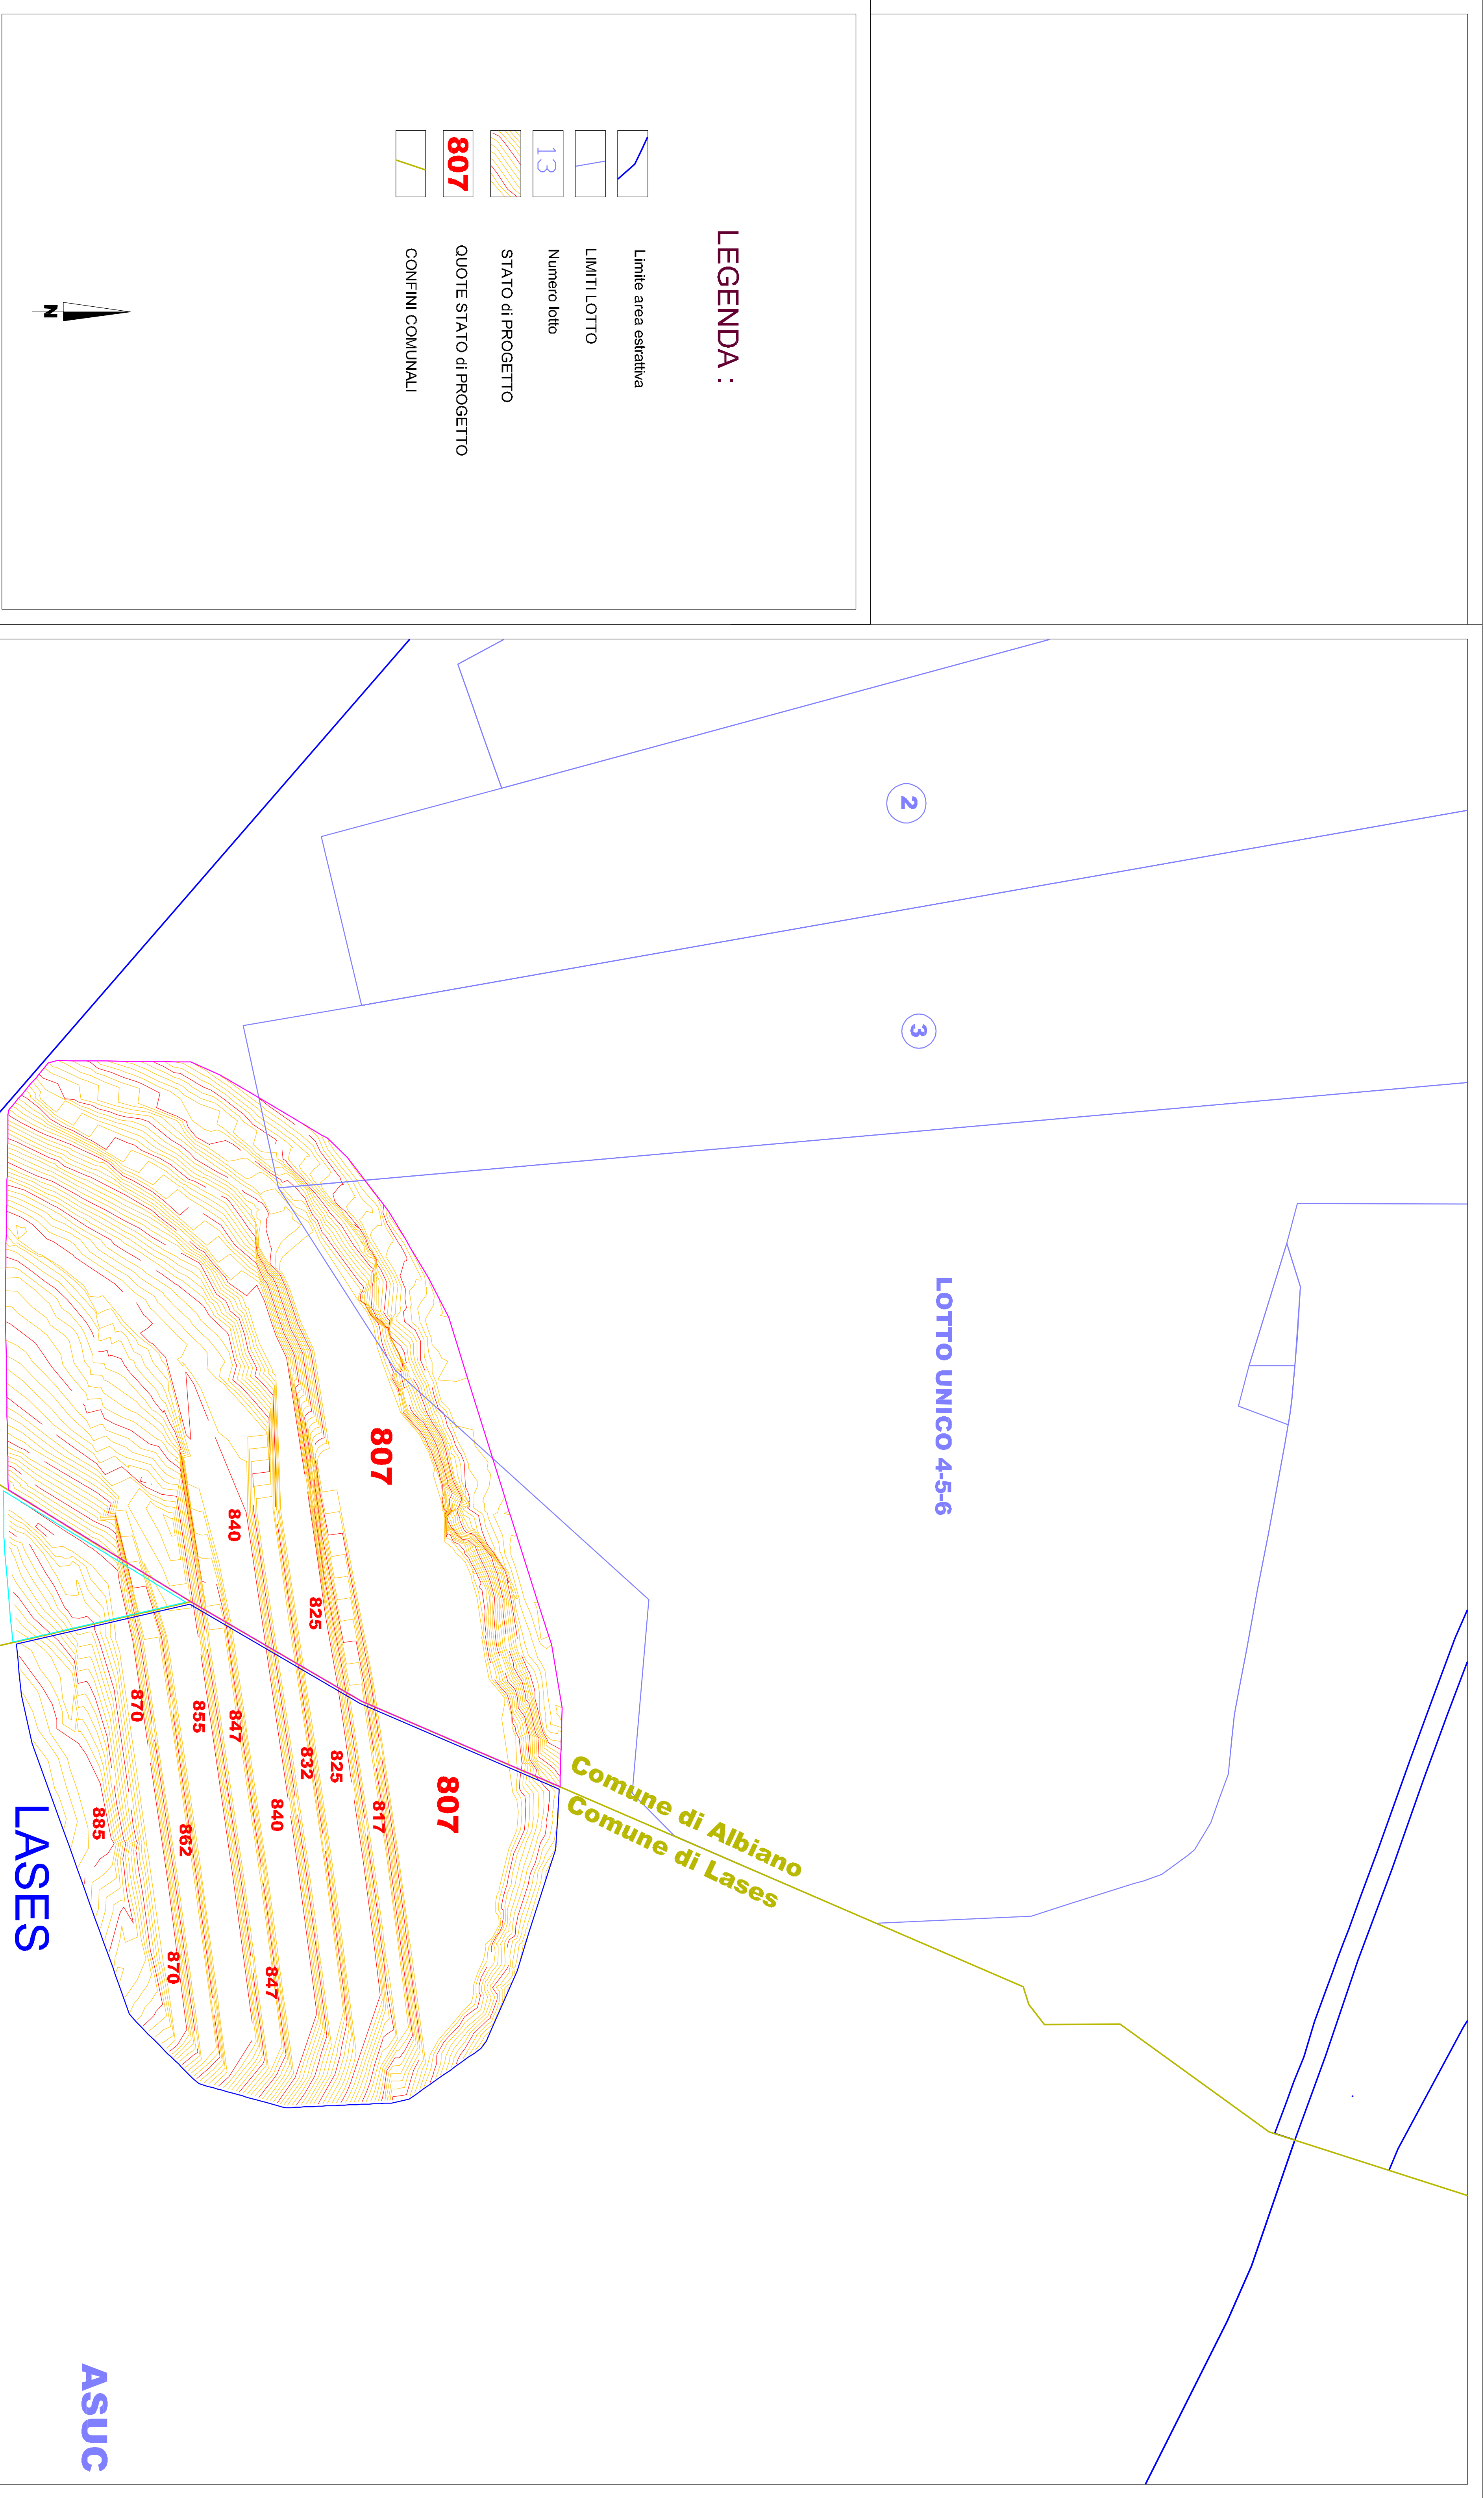 LEGENDA :
Limite area estrattiva
LIMITI LOTTO
13
Numero lotto
STATO di PROGETTO
807
QUOTE STATO di PROGETTO
CONFINI COMUNALI
N
2
3
LOTTO UNICO 4-5-6
807
840
825
Comune di Albiano
Comune di Lases
807
817
825
832
840
847
855
870
862
885
847
870
LASES
ASUC